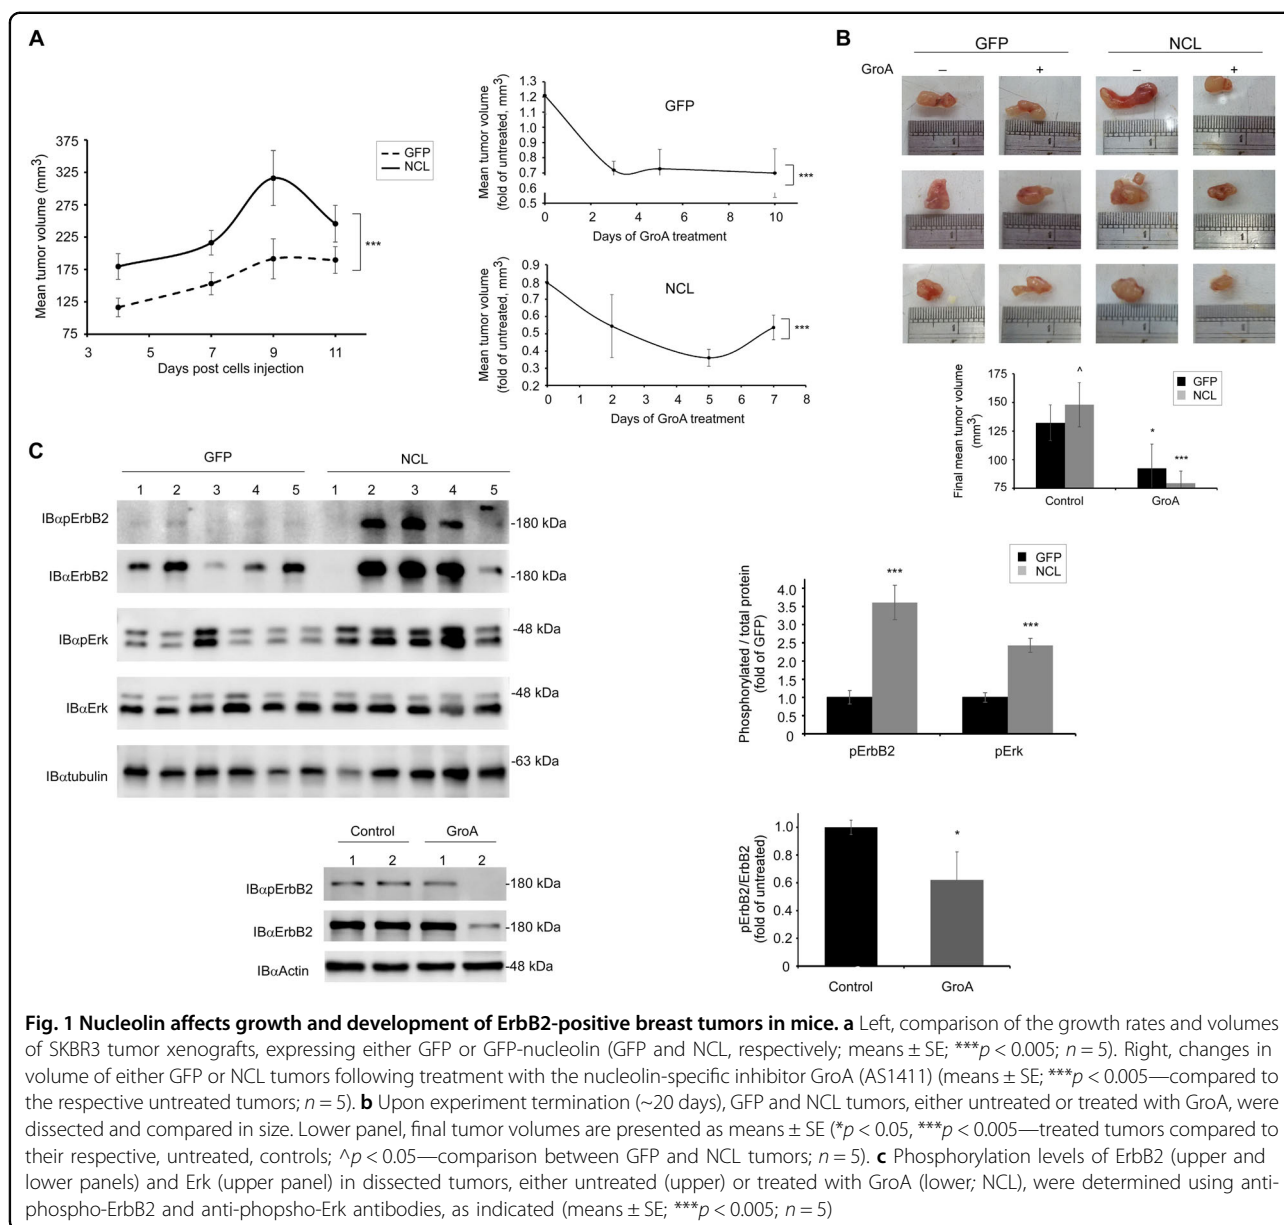 A
Mean tumor volume (mm3)
375
325
275
225
175
125
75
3
5
7
9
11
Days post cells injection
GFP
NCL
***
Mean tumor volume
(fold of untreated, mm3)
1.3
1.2
1.1
1.0
0.9
0.8
0.7
0.6
0.5
GFP
***
0
2
4
6
8
10
Days of GroA treatment
Mean tumor volume
(fold of untreated, mm3)
0.9
0.8
0.7
0.6
0.5
0.4
0.3
0.2
NCL
***
0
1
2
3
4
5
6
7
8
Days of GroA treatment
B
GFP NCL
GroA – + – +
Final mean tumor volume
(mm3)
175
150
125
100
75
^
*
***
GFP
NCL
Control GroA
C
GFP NCL
1 2 3 4 5 1 2 3 4 5
IBαpErbB2 -180 kDa
IBαErbB2 -180 kDa
IBαpErk -48 kDa
IBαErk -48 kDa
IBαtubulin -63 kDa
Control GroA
1 2 1 2
IBαpErbB2 -180 kDa
IBαErbB2 -180 kDa
IBαActin -48 kDa
Phosphorylated / total protein
(fold of GFP)
4.0
3.5
3.0
2.5
2.0
1.5
1.0
0.5
0
***
***
GFP
NCL
pErbB2 pErk
pErbB2/ErbB2
(fold of untreated)
1.0
0.8
0.6
0.4
0.2
0
*
Control GroA
Fig. 1 Nucleolin affects growth and development of ErbB2-positive breast tumors in mice. a Left, comparison of the growth rates and volumes
of SKBR3 tumor xenografts, expressing either GFP or GFP-nucleolin (GFP and NCL, respectively; means ± SE; ***p < 0.005; n = 5). Right, changes in
volume of either GFP or NCL tumors following treatment with the nucleolin-specific inhibitor GroA (AS1411) (means ± SE; ***p < 0.005—compared to
the respective untreated tumors; n = 5). b Upon experiment termination (~20 days), GFP and NCL tumors, either untreated or treated with GroA, were
dissected and compared in size. Lower panel, final tumor volumes are presented as means ± SE (*p < 0.05, ***p < 0.005—treated tumors compared to
their respective, untreated, controls; ^p < 0.05—comparison between GFP and NCL tumors; n = 5). c Phosphorylation levels of ErbB2 (upper and
lower panels) and Erk (upper panel) in dissected tumors, either untreated (upper) or treated with GroA (lower; NCL), were determined using anti-
phospho-ErbB2 and anti-phopsho-Erk antibodies, as indicated (means ± SE; ***p < 0.005; n = 5)